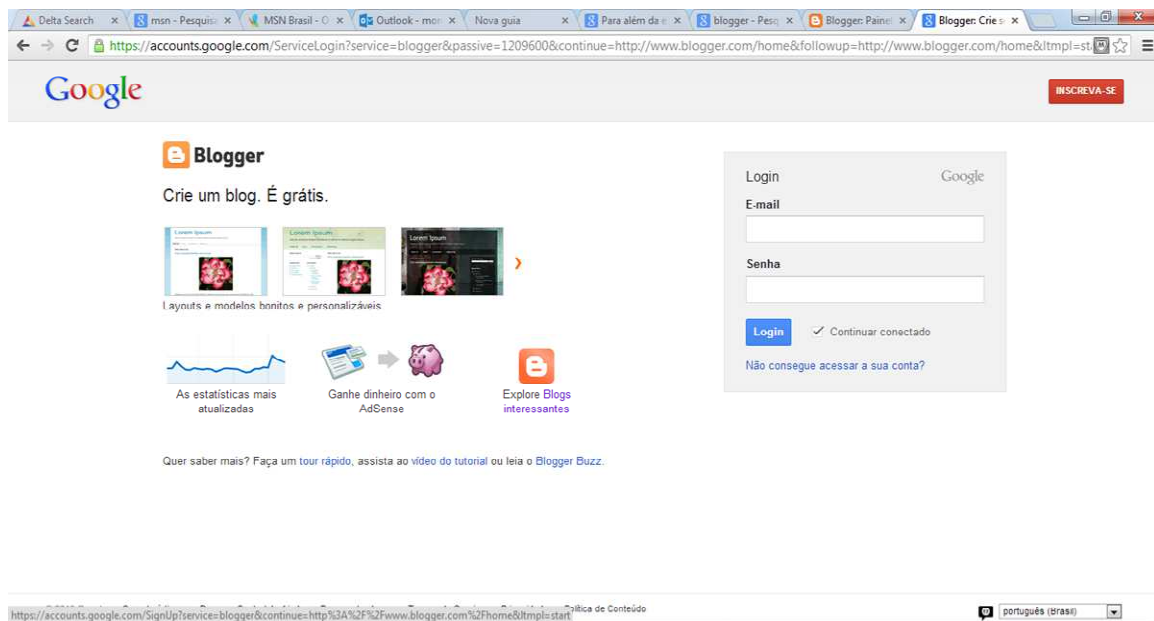 Delta Search
msn - Pesquis
MSN Brasil - O
Outlook - mon
Nova guia
Para além da e
blogger - Pesq
Blogger: Painel
Blogger: Crie s
https://accounts.google.com/ServiceLogin?service=blogger&passive=1209600&continue=http://www.blogger.com/home&followup=http://www.blogger.com/home&ltmpl=st
Google
INSCREVA-SE
Blogger
Crie um blog. É grátis.
Lorem Ipsum
Lorem Ipsum
Lorem Ipsum
Layouts e modelos bonitos e personalizáveis
As estatísticas mais
atualizadas
Ganhe dinheiro com o
AdSense
Explore Blogs
interessantes
Quer saber mais? Faça um tour rápido, assista ao vídeo do tutorial ou leia o Blogger Buzz.
Login Google
E-mail
Senha
Login Continuar conectado
Não consegue acessar a sua conta?
Política de Conteúdo
https://accounts.google.com/SignUp?service=blogger&continue=http%3A%2F%2Fwww.blogger.com%2Fhome&ltmpl=start
português (Brasil)